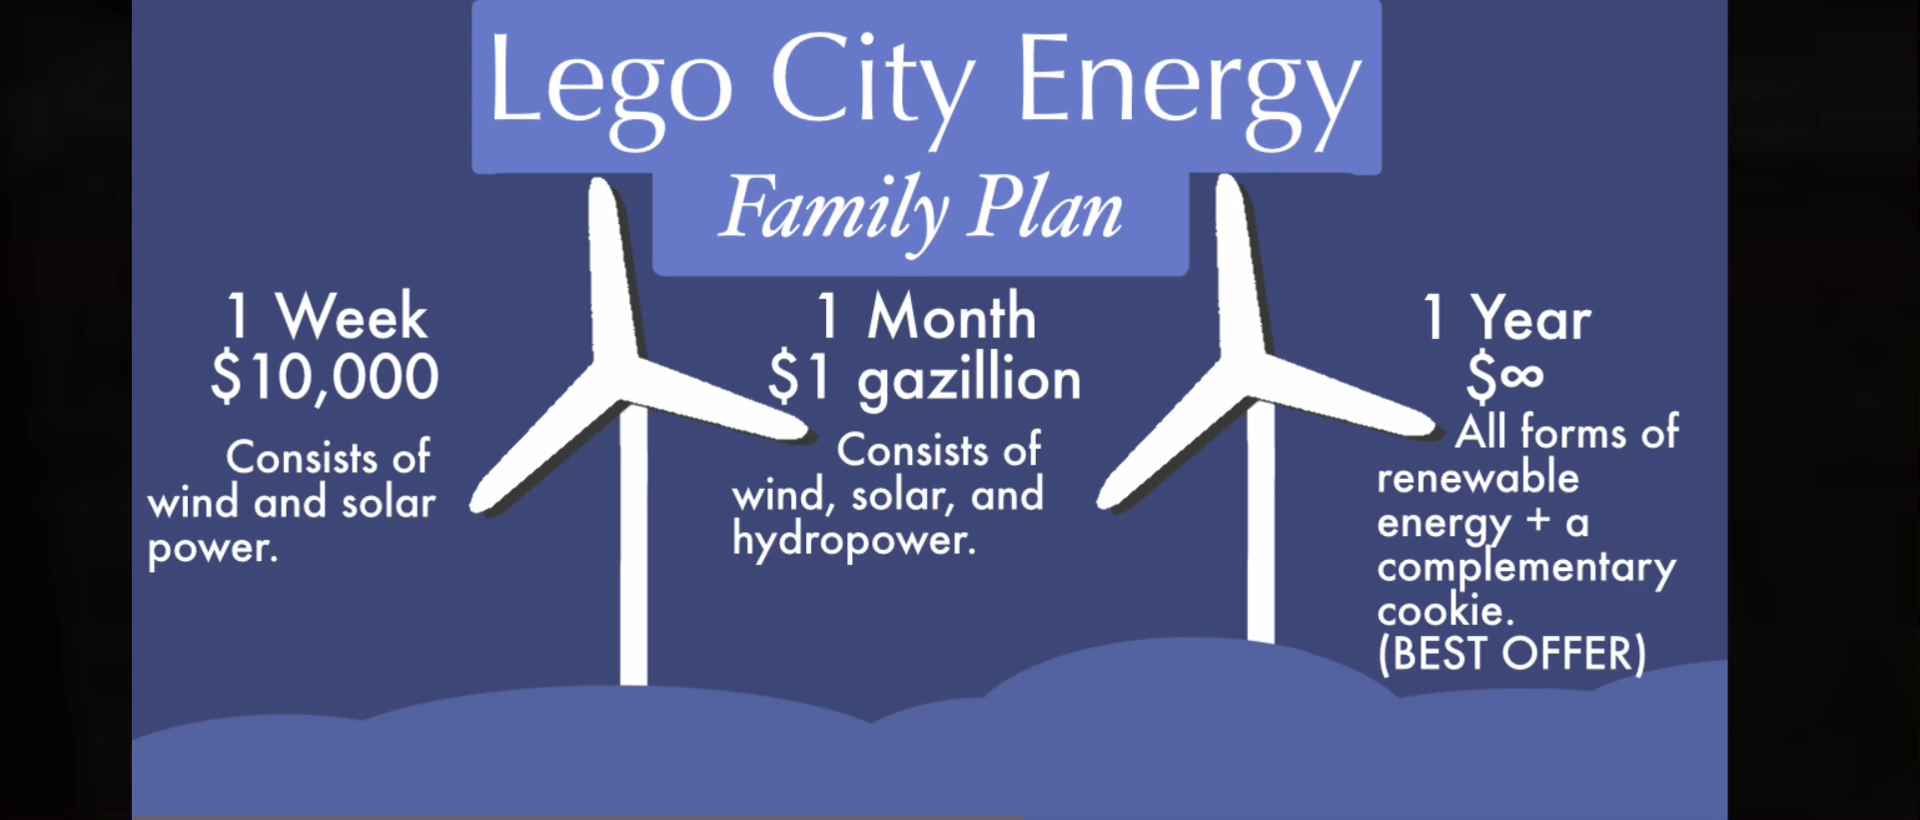 Lego City Energy
Family Plan
1 Week
$10,000
Consists of
wind and solar
power.
1 Month
$1 gazillion
Consists of
wind, solar, and
hydropower.
1 Year
$∞
All forms of
renewable
energy + a
complementary
cookie.
(BEST OFFER)